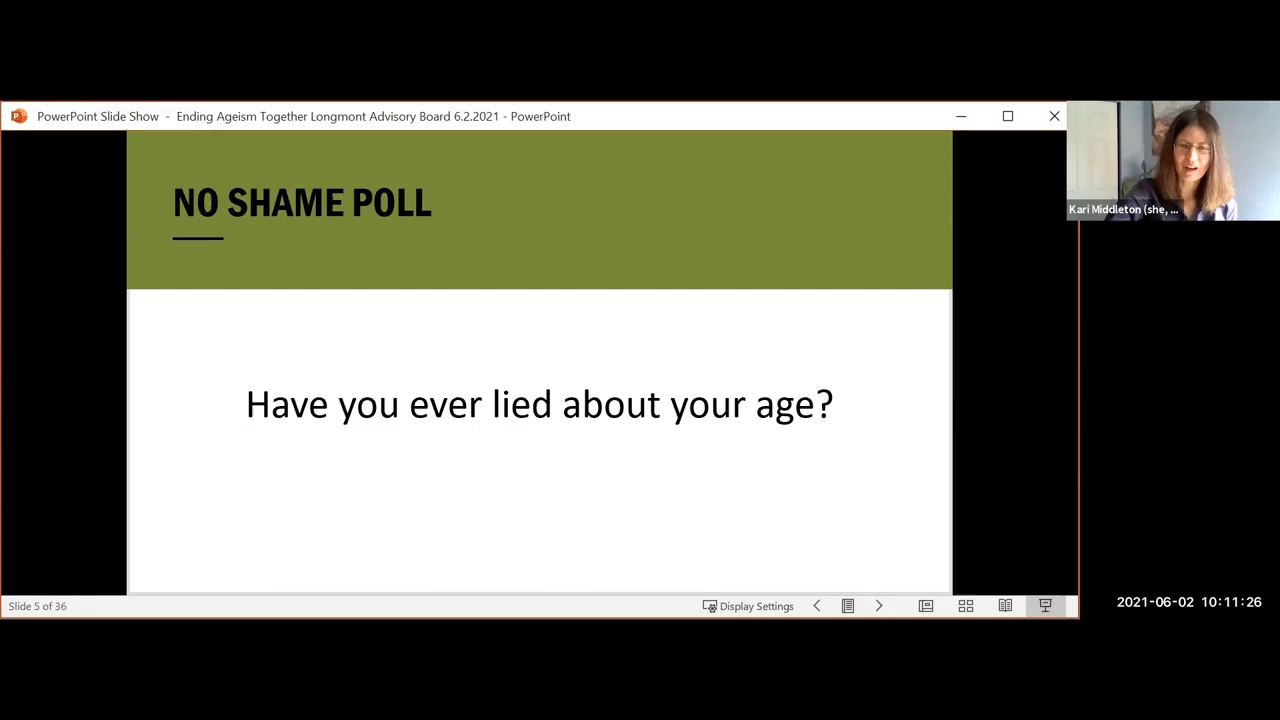 PowerPoint Slide Show - Ending Ageism Together Longmont Advisory Board 6.2.2021 - PowerPoint
NO SHAME POLL
Kari Middleton (she, ...
Have you ever lied about your age?
Slide 5 of 36
Display Settings
2021-06-02 10:11:26